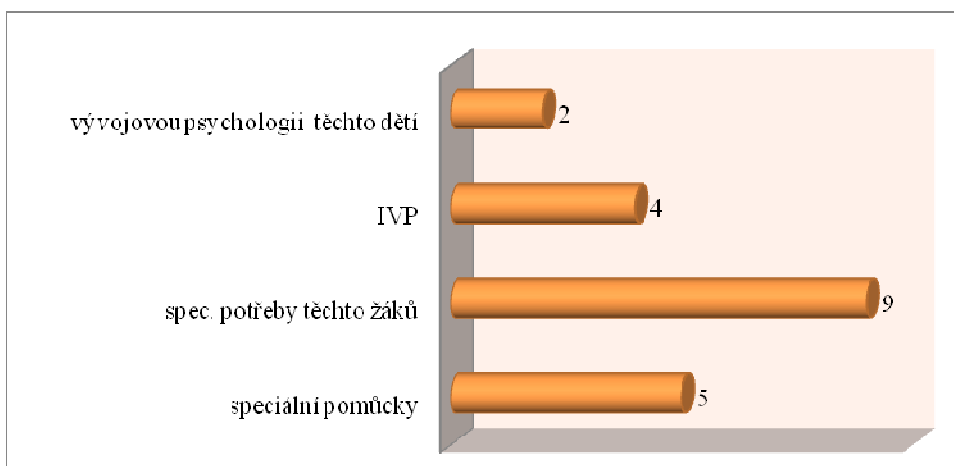 vývojovou psychologii těchto dětí 2
IVP 4
spec. potřeby těchto žáků 9
speciální pomůcky 5